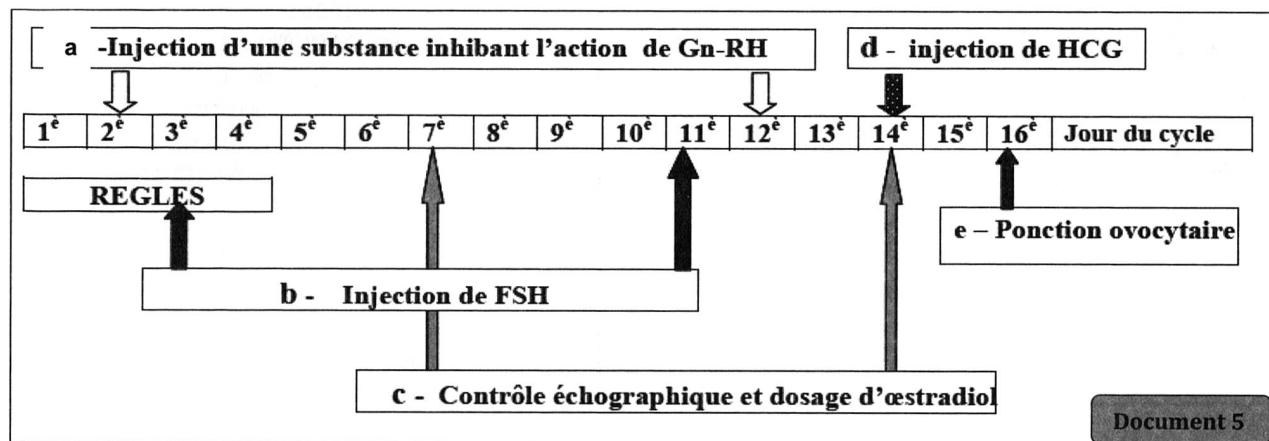 a -Injection d'une substance inhibant l'action de Gn-RH
d - injection de HCG
1è 2è 3è 4è 5è 6è 7è 8è 9è 10è 11è 12è 13è 14è 15è 16è Jour du cycle
REGLES
e – Ponction ovocytaire
b - Injection de FSH
c - Contrôle échographique et dosage d'œstradiol
Document 5